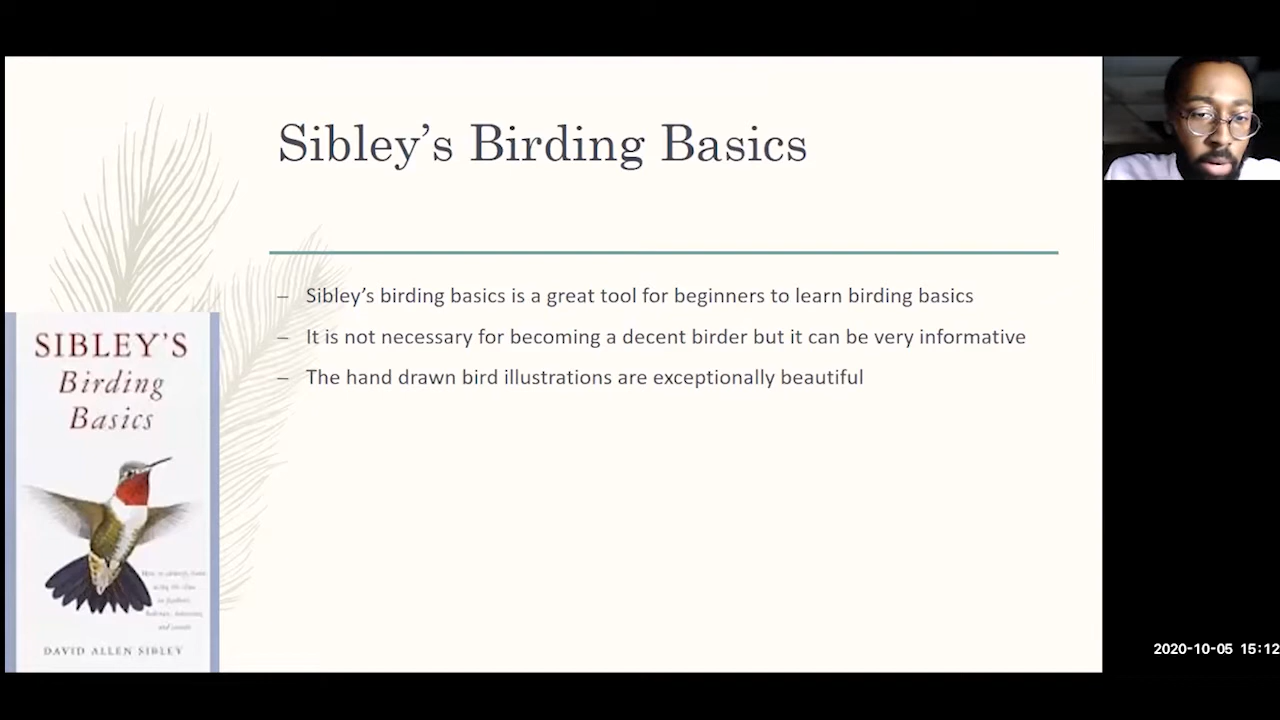 Sibley's Birding Basics
– Sibley's birding basics is a great tool for beginners to learn birding basics
– It is not necessary for becoming a decent birder but it can be very informative
– The hand drawn bird illustrations are exceptionally beautiful
SIBLEY'S
Birding
Basics
and sounds
DAVID ALLEN SIBLEY
2020-10-05 15:12